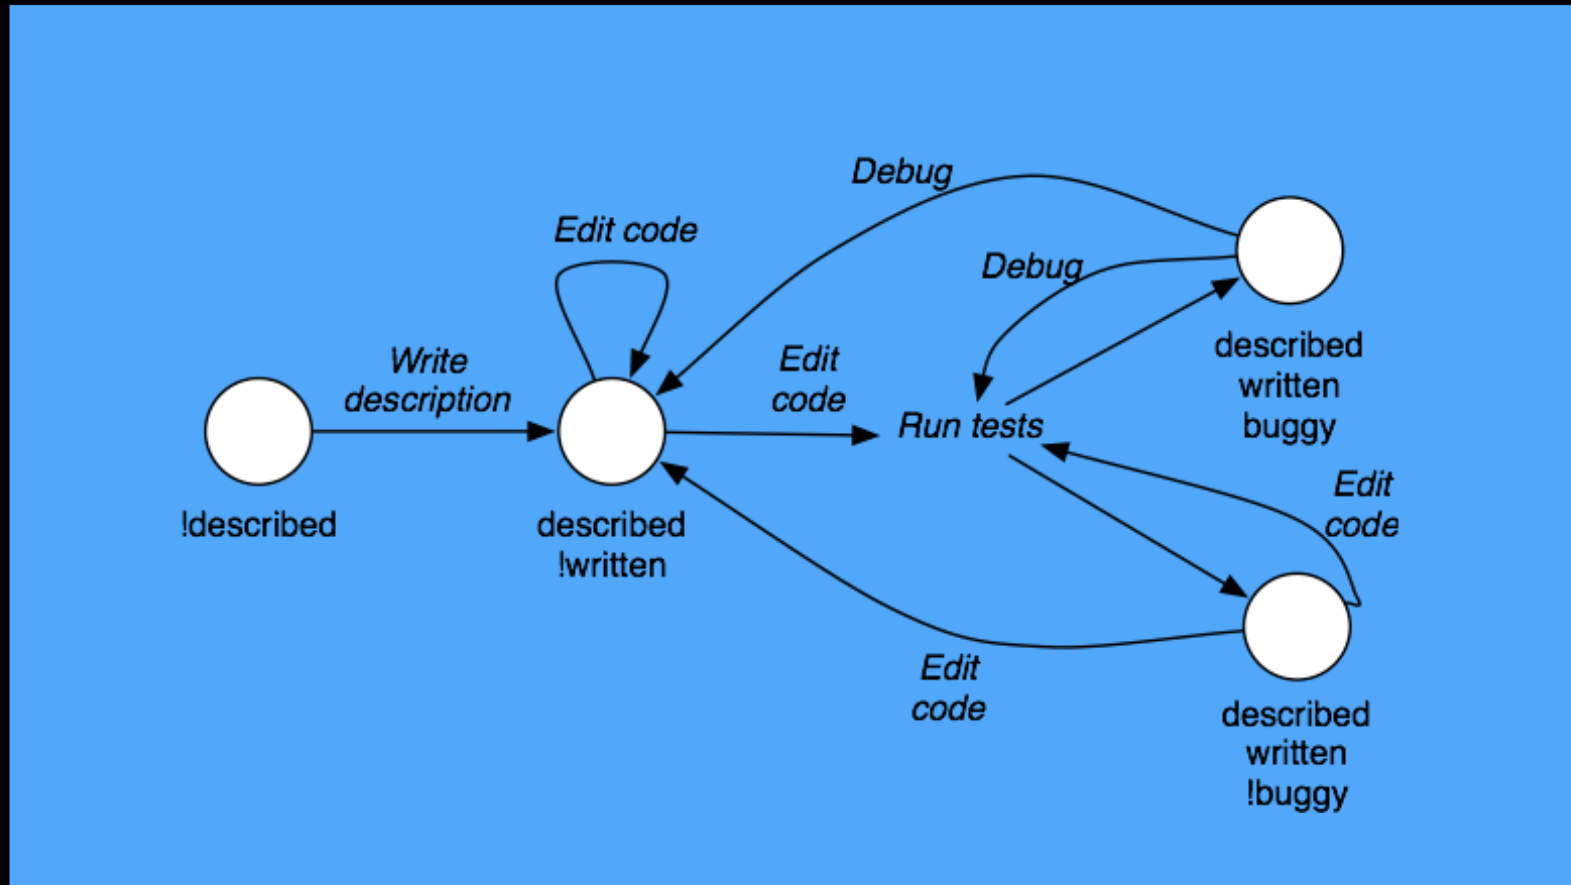 Debug
Edit code
Debug
Write
description
Edit
code
Run tests
described
written
buggy
Edit
code
!described
described
!written
Edit
code
described
written
!buggy